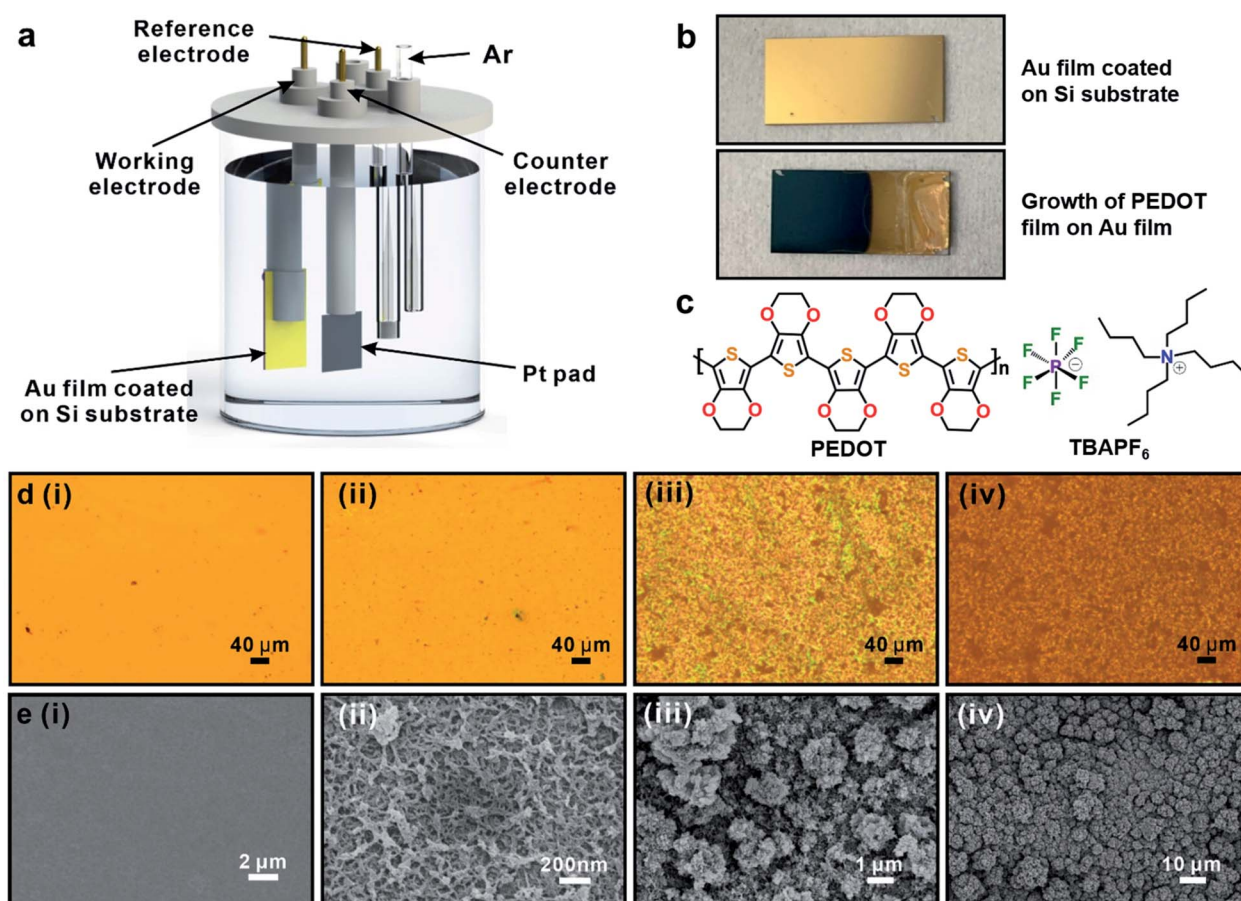 a
Reference
electrode
Ar
Working
electrode
Counter
electrode
Au film coated
on Si substrate
Pt pad
b
Au film coated
on Si substrate
Growth of PEDOT
film on Au film
c
[ S S S S S ]n
O O O O O O O O O O
PEDOT
F F F P⊖ F F F
N⊕
TBAPF₆
d (i)
40 μm
(ii)
40 μm
(iii)
40 μm
(iv)
40 μm
e (i)
2 μm
(ii)
200nm
(iii)
1 μm
(iv)
10 μm